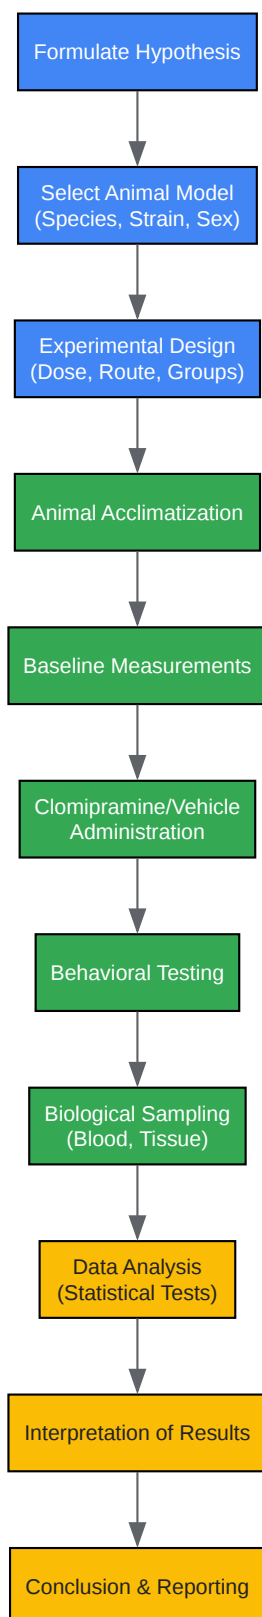 Formulate Hypothesis
Select Animal Model
(Species, Strain, Sex)
Experimental Design
(Dose, Route, Groups)
Animal Acclimatization
Baseline Measurements
Clomipramine/Vehicle
Administration
Behavioral Testing
Biological Sampling
(Blood, Tissue)
Data Analysis
(Statistical Tests)
Interpretation of Results
Conclusion & Reporting